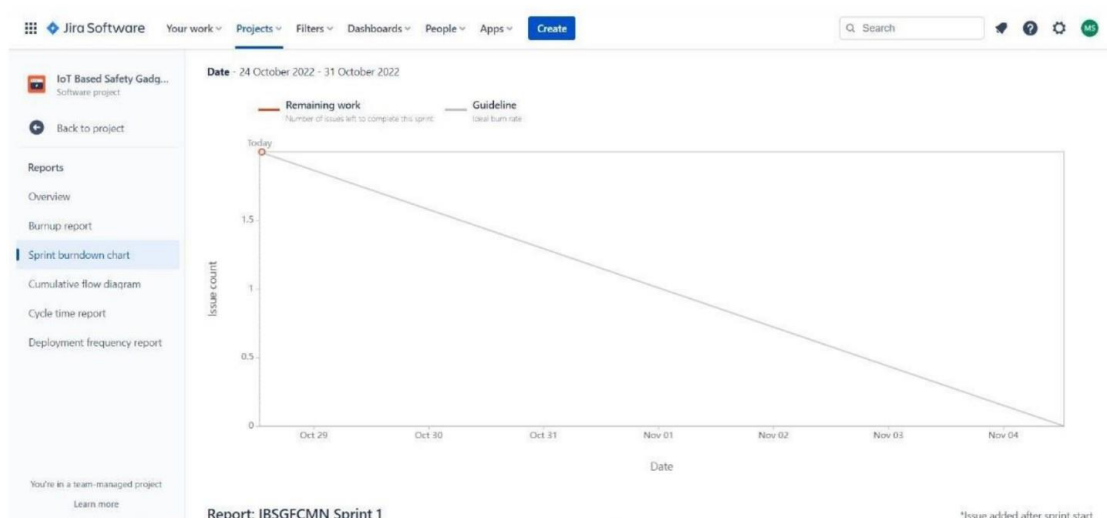 Jira Software Your work Projects Filters Dashboards People Apps Create Search MS
IoT Based Safety Gadg...
Software project
Back to project
Reports
Overview
Burnup report
Sprint burndown chart
Cumulative flow diagram
Cycle time report
Deployment frequency report
You're in a team-managed project
Learn more
Date - 24 October 2022 - 31 October 2022
Remaining work
Number of issues left to complete this sprint
Guideline
Ideal burn rate
Today
1.5
1
0.5
0
Issue count
Oct 29 Oct 30 Oct 31 Nov 01 Nov 02 Nov 03 Nov 04
Date
Report: IBSGFCMN Sprint 1
*Issue added after sprint start